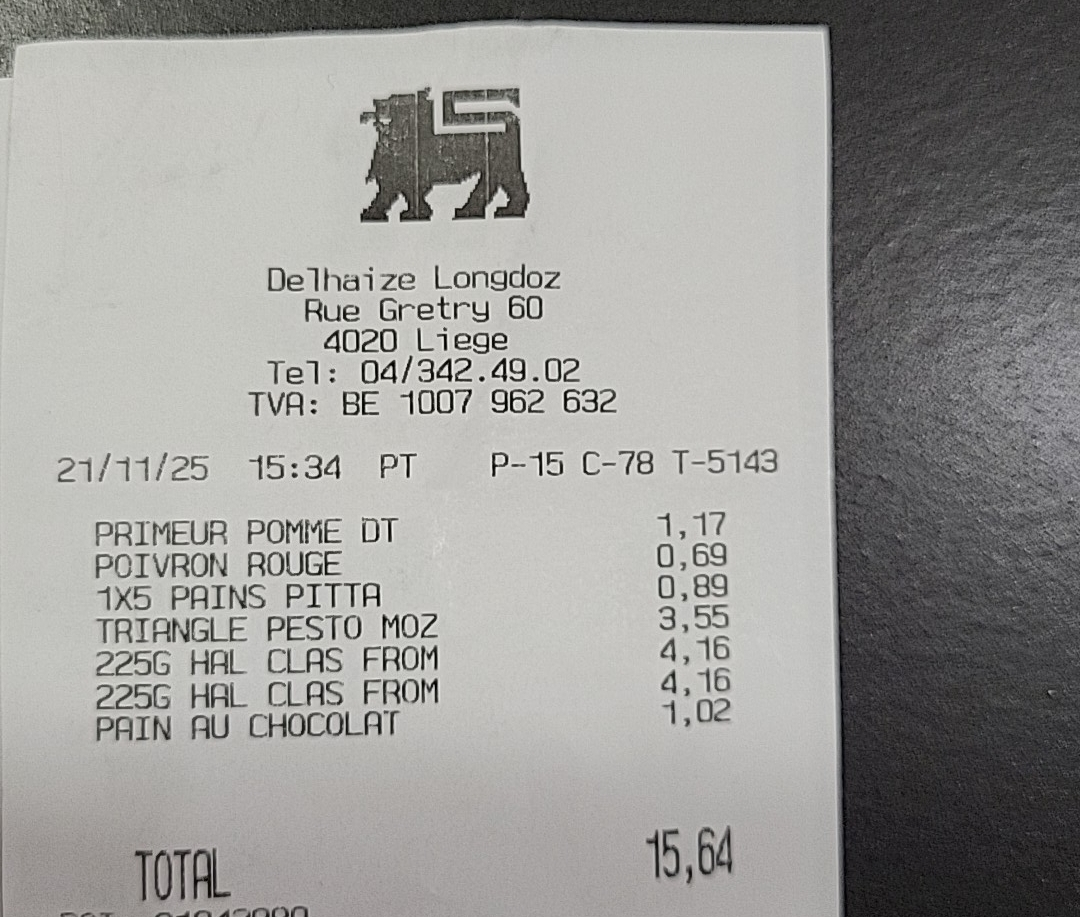 Delhaize Longdoz
Rue Gretry 60
4020 Liege
Tel: 04/342.49.02
TVA: BE 1007 962 632
21/11/25 15:34 PT P-15 C-78 T-5143
PRIMEUR POMME DT 1,17
POIVRON ROUGE 0,69
1X5 PAINS PITTA 0,89
TRIANGLE PESTO MOZ 3,55
225G HAL CLAS FROM 4,16
225G HAL CLAS FROM 4,16
PAIN AU CHOCOLAT 1,02
TOTAL 15,64